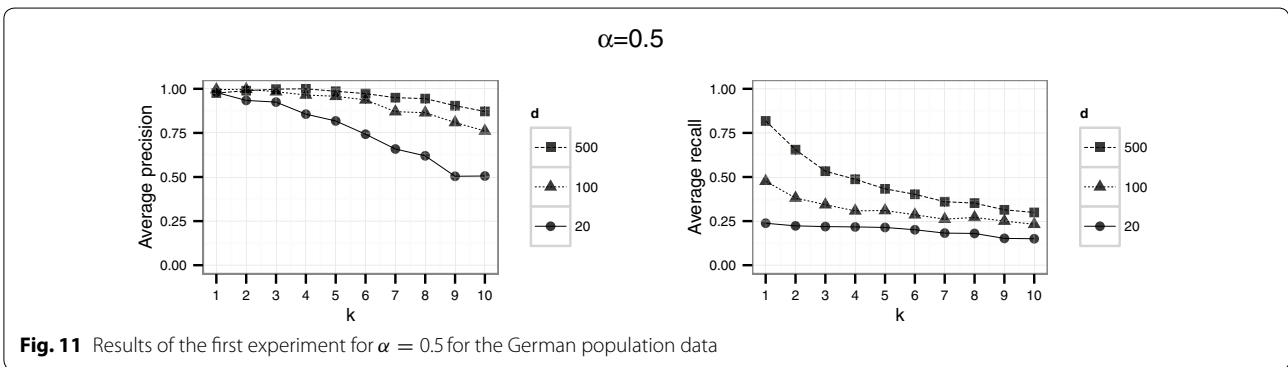 α=0.5
Average precision
1.00
0.75
0.50
0.25
0.00
1 2 3 4 5 6 7 8 9 10
k
d
500
100
20
Average recall
1.00
0.75
0.50
0.25
0.00
1 2 3 4 5 6 7 8 9 10
k
d
500
100
20
Fig. 11 Results of the first experiment for α = 0.5 for the German population data